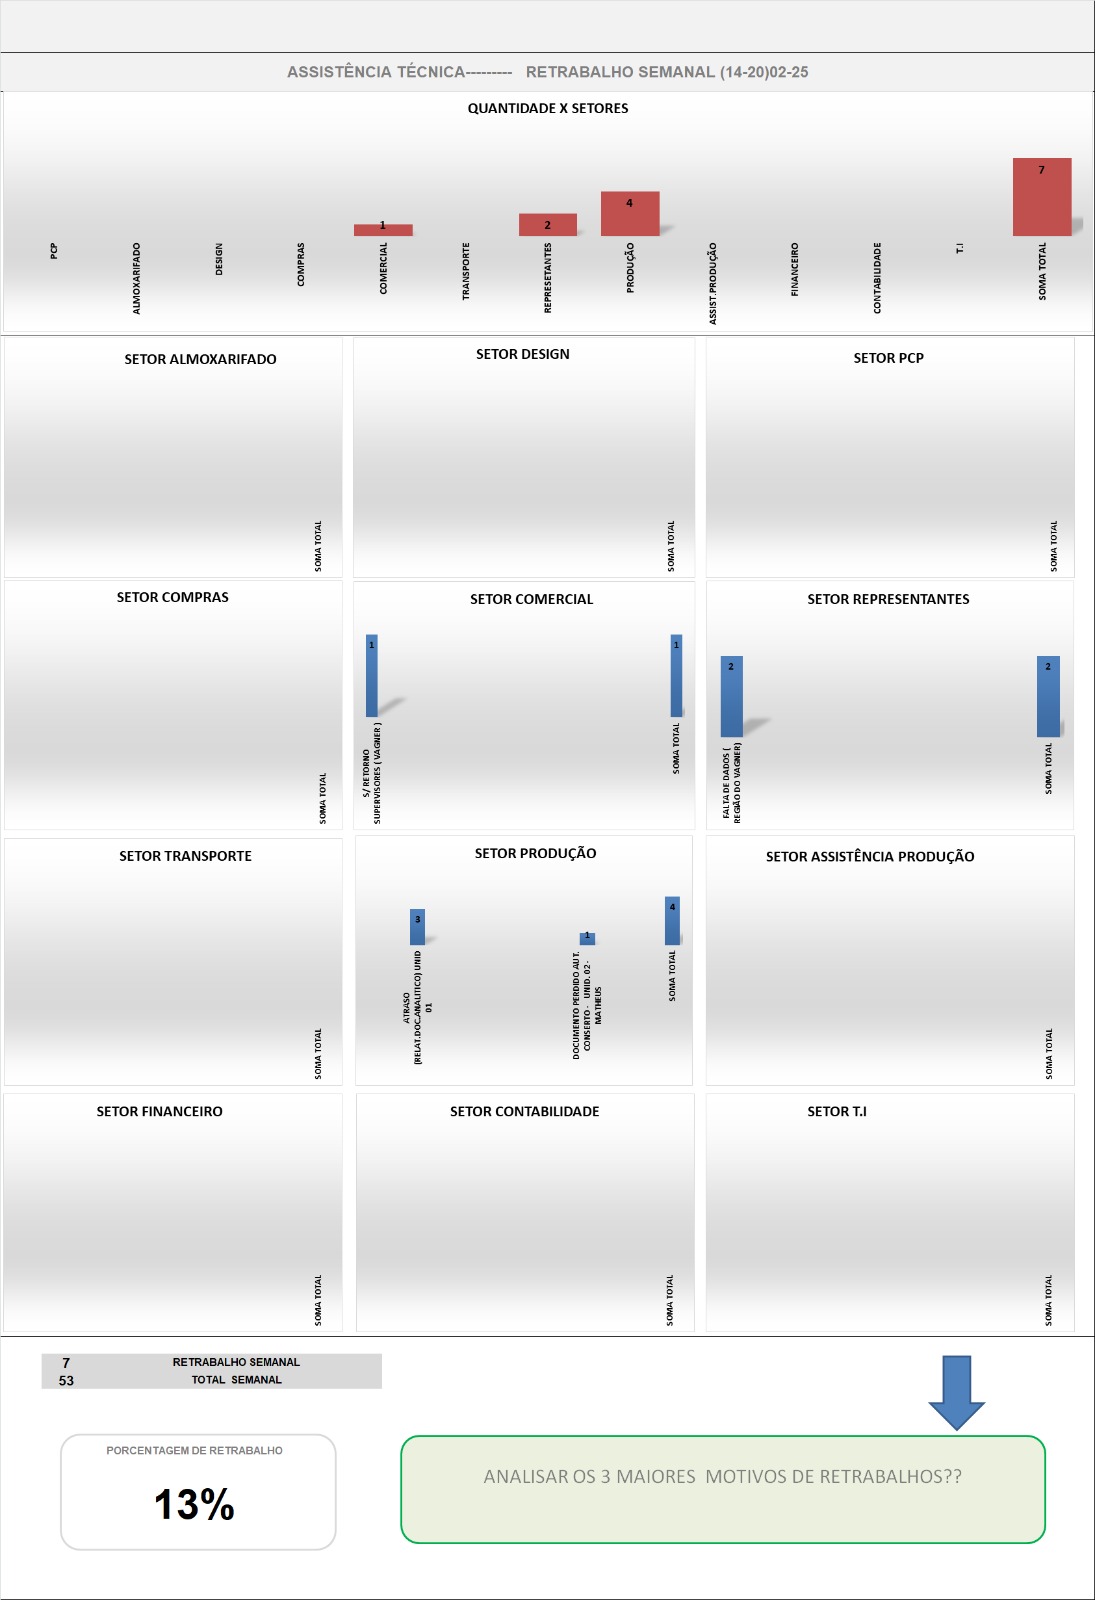 ASSISTÊNCIA TÉCNICA--------- RETRABALHO SEMANAL (14-20)02-25
QUANTIDADE X SETORES
1
2
4
7
PCP
ALMOXARIFADO
DESIGN
COMPRAS
COMERCIAL
TRANSPORTE
REPRESETANTES
PRODUÇÃO
ASSIST.PRODUÇÃO
FINANCEIRO
CONTABILIDADE
T.I
SOMA TOTAL
SETOR ALMOXARIFADO
SOMA TOTAL
SETOR DESIGN
SOMA TOTAL
SETOR PCP
SOMA TOTAL
SETOR COMPRAS
SOMA TOTAL
SETOR COMERCIAL
1
1
S/ RETORNO
SUPERVISORES ( VAGNER )
SOMA TOTAL
SETOR REPRESENTANTES
2
2
FALTA DE DADOS (
REGIÃO DO VAGNER)
SOMA TOTAL
SETOR TRANSPORTE
SOMA TOTAL
SETOR PRODUÇÃO
3
1
4
ATRASO
(RELAT.DOC.ANALITICO) UNID
01
DOCUMENTO PERDIDO AUT.
CONSERTO - UNID. 02 -
MATHEUS
SOMA TOTAL
SETOR ASSISTÊNCIA PRODUÇÃO
SOMA TOTAL
SETOR FINANCEIRO
SOMA TOTAL
SETOR CONTABILIDADE
SOMA TOTAL
SETOR T.I
SOMA TOTAL
7 RETRABALHO SEMANAL
53 TOTAL SEMANAL
PORCENTAGEM DE RETRABALHO
13%
ANALISAR OS 3 MAIORES MOTIVOS DE RETRABALHOS??